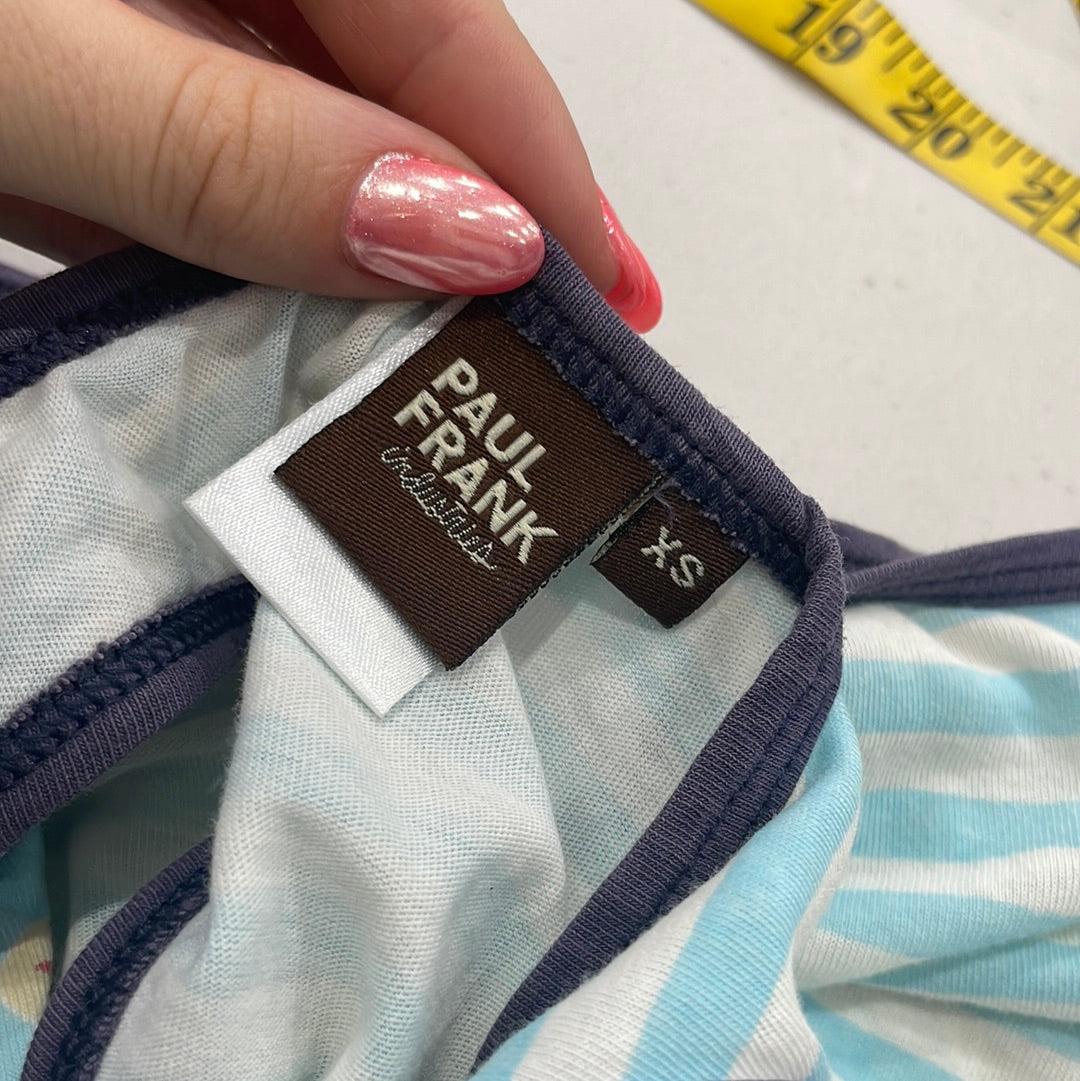 PAUL
FRANK
industries
XS
19
20
21